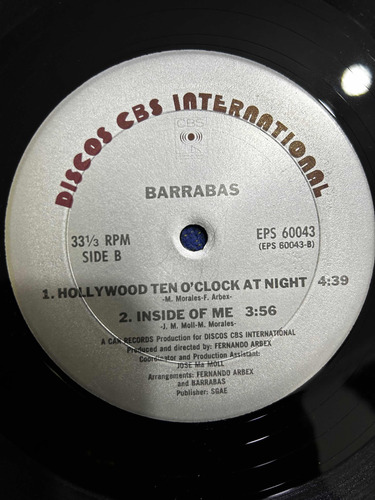 DISCOS CBS INTERNATIONAL
CBS
BARRABAS
33⅓ RPM
SIDE B
EPS 60043
(EPS 60043-B)
1. HOLLYWOOD TEN O'CLOCK AT NIGHT 4:39
-M. Morales-F. Arbex-
2. INSIDE OF ME 3:56
-J. M. Moll-M. Morales-
A CAN RECORDS Production for DISCOS CBS INTERNATIONAL
Produced and directed by: FERNANDO ARBEX
Coordinator and Production Assistant:
JOSE Ma MOLL
Arrangements: FERNANDO ARBEX
and BARRABAS
Publisher: SGAE